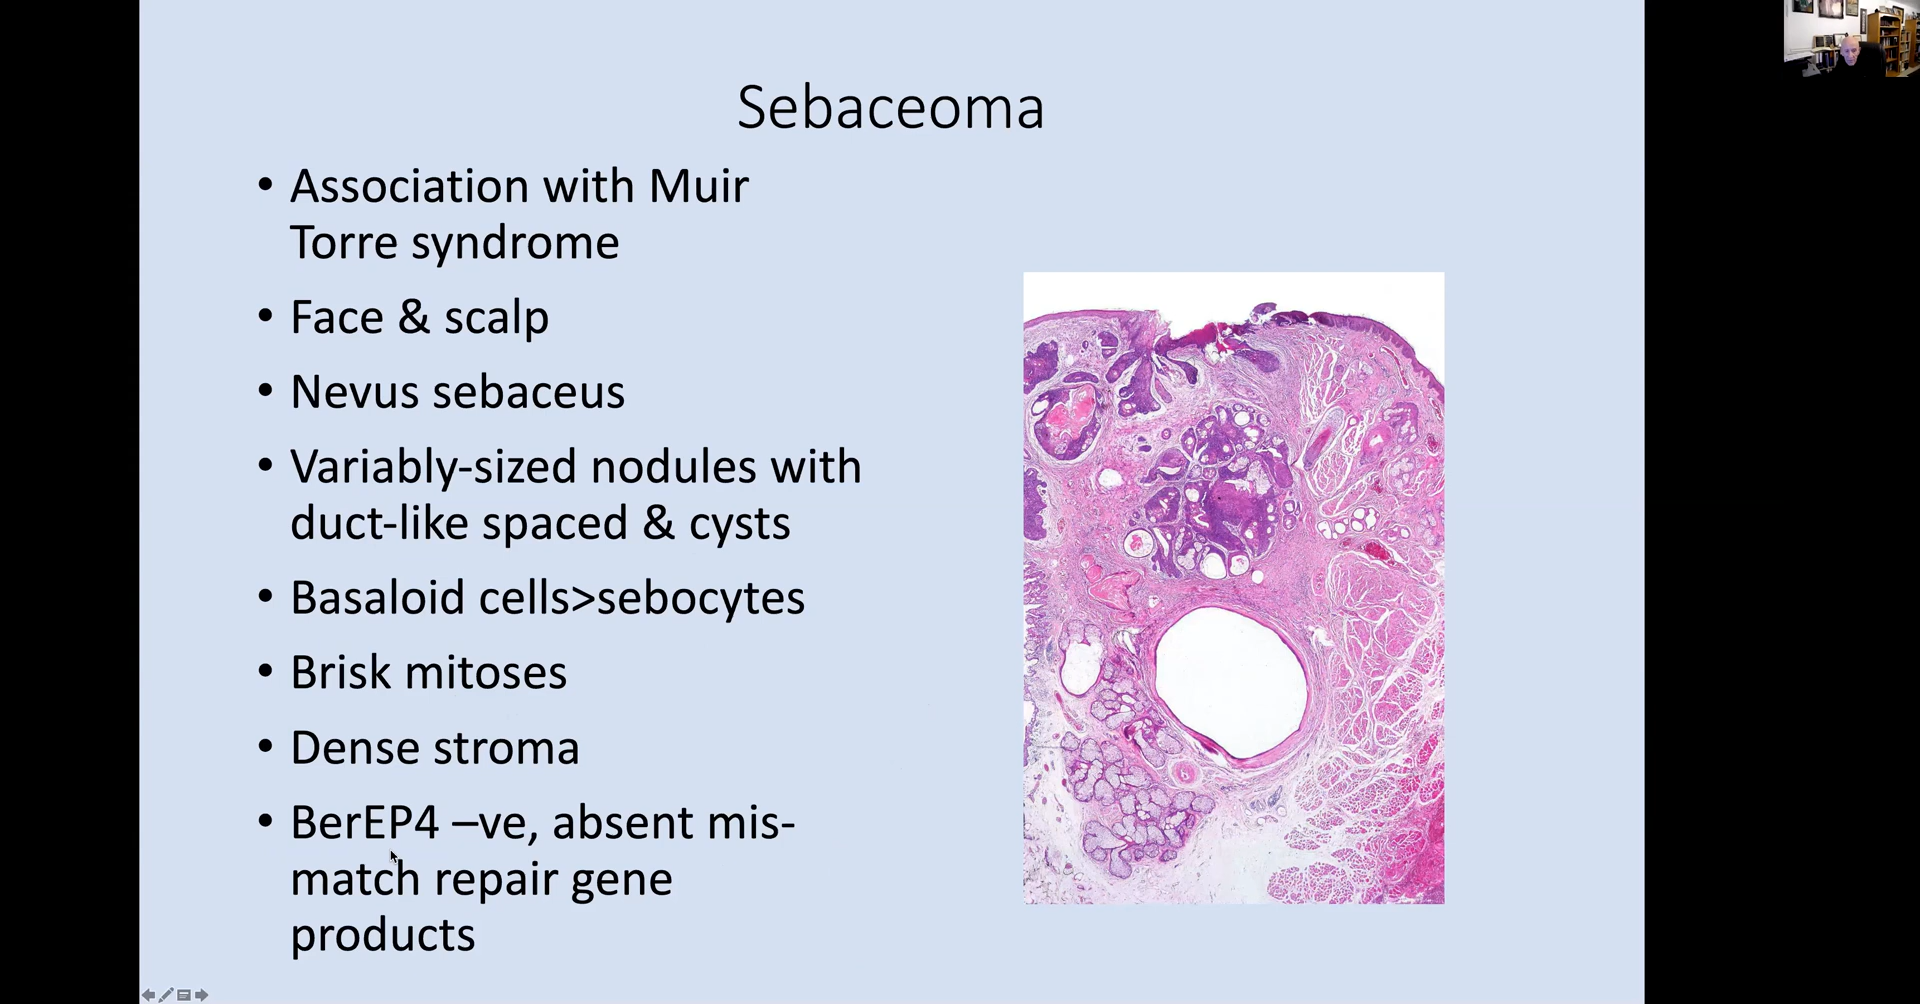 Sebaceoma
• Association with Muir
Torre syndrome
• Face & scalp
• Nevus sebaceus
• Variably-sized nodules with
duct-like spaced & cysts
• Basaloid cells>sebocytes
• Brisk mitoses
• Dense stroma
• BerEP4 –ve, absent mis-
match repair gene
products